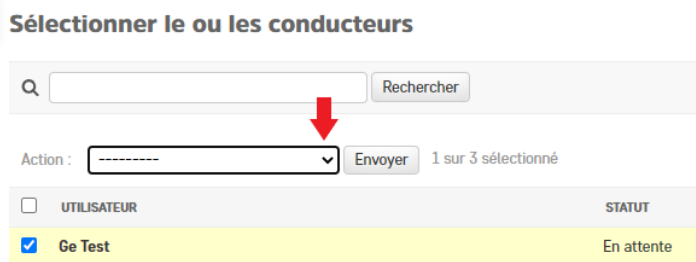 Sélectionner le ou les conducteurs
Rechercher
Action : --------- Envoyer 1 sur 3 sélectionné
UTILISATEUR STATUT
Ge Test En attente